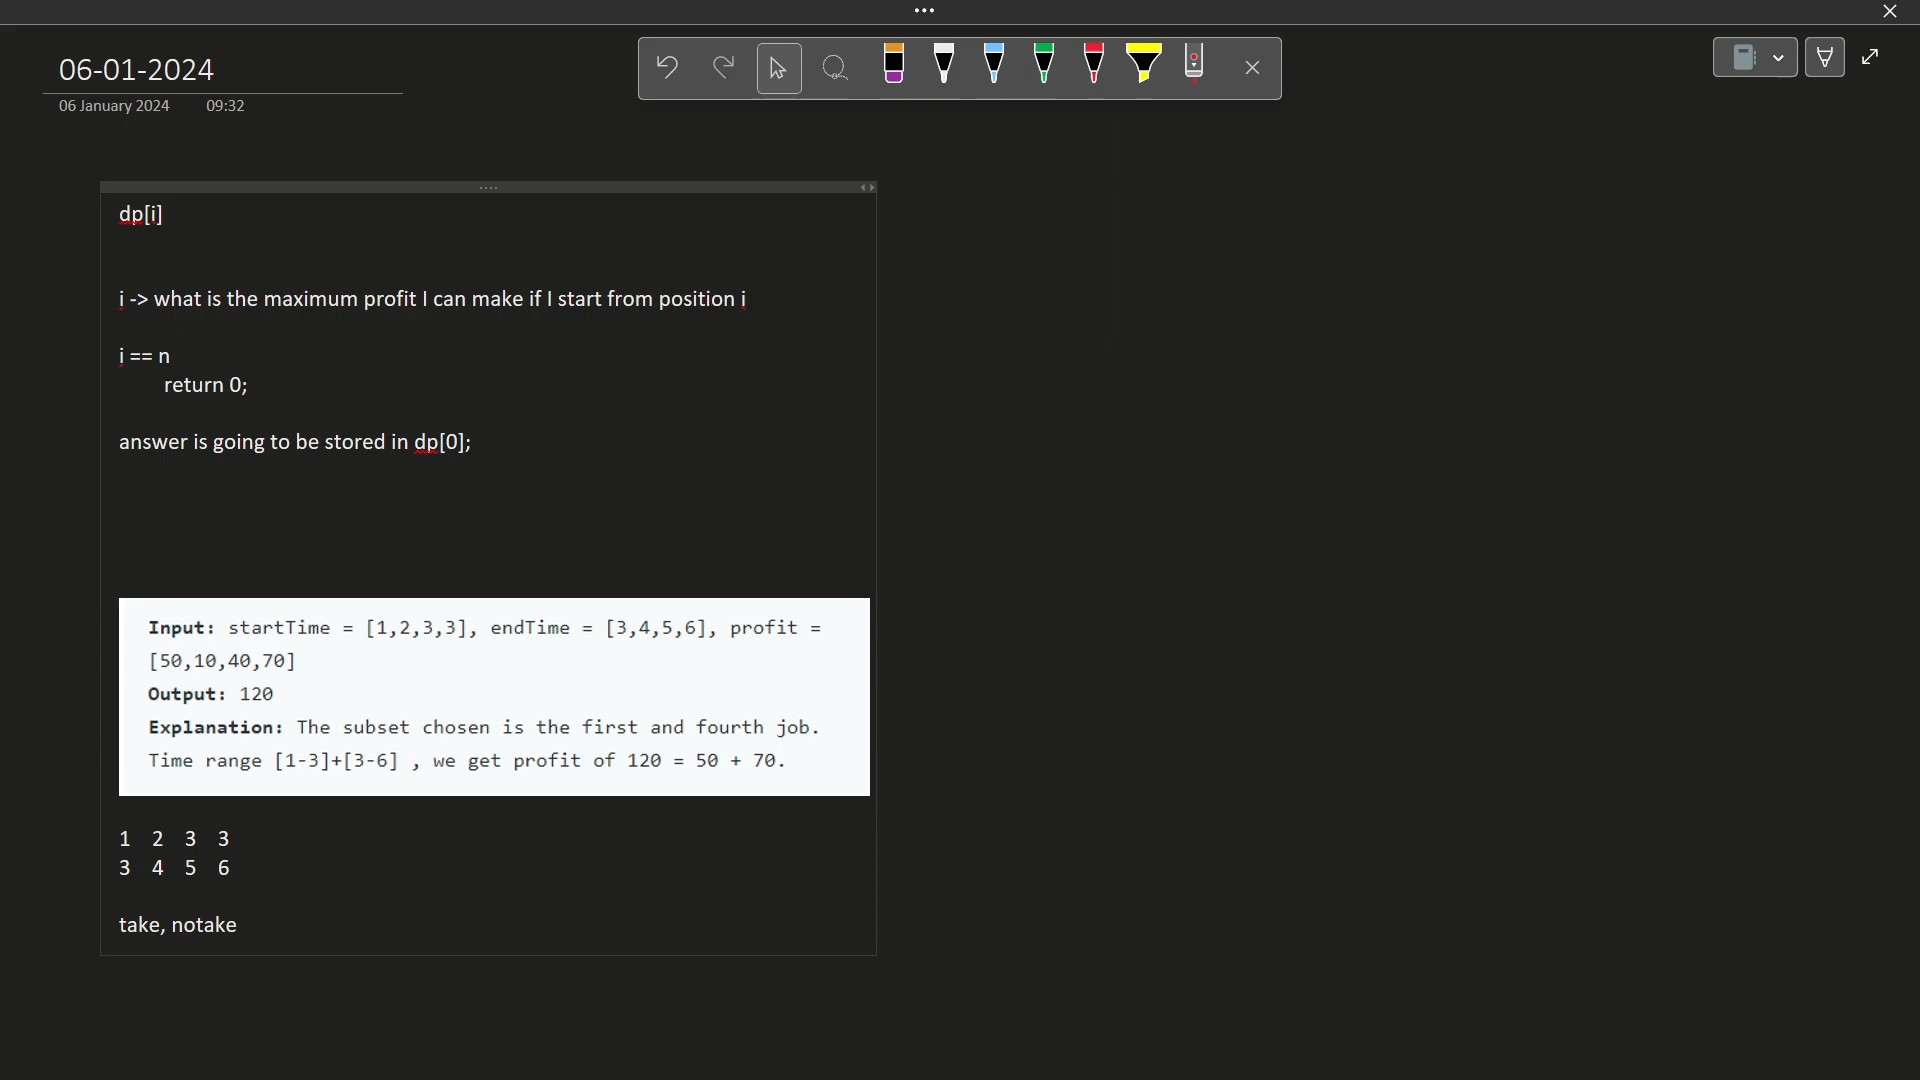 06-01-2024
06 January 2024 09:32
dp[i]
i -> what is the maximum profit I can make if I start from position i
i == n
return 0;
answer is going to be stored in dp[0];
Input: startTime = [1,2,3,3], endTime = [3,4,5,6], profit =
[50,10,40,70]
Output: 120
Explanation: The subset chosen is the first and fourth job.
Time range [1-3]+[3-6] , we get profit of 120 = 50 + 70.
1 2 3 3
3 4 5 6
take, notake